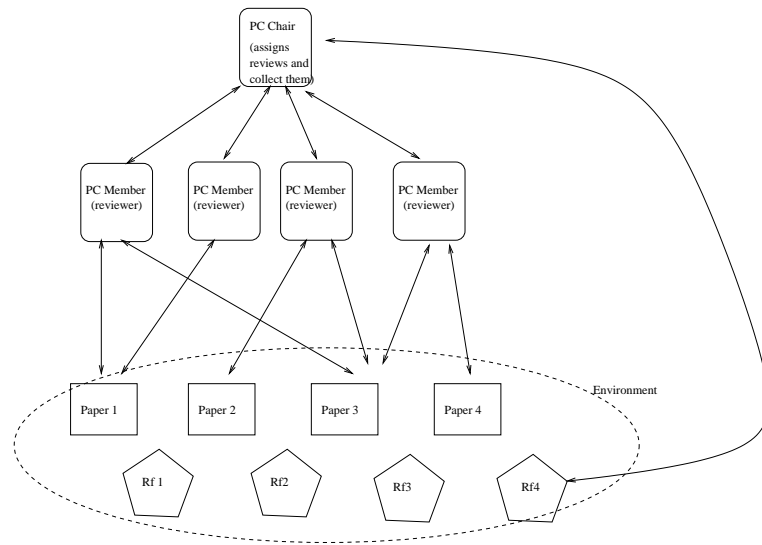 PC Chair
(assigns
reviews and
collect them)
PC Member
(reviewer)
PC Member
(reviewer)
PC Member
(reviewer)
PC Member
(reviewer)
Environment
Paper 1
Paper 2
Paper 3
Paper 4
Rf 1
Rf2
Rf3
Rf4